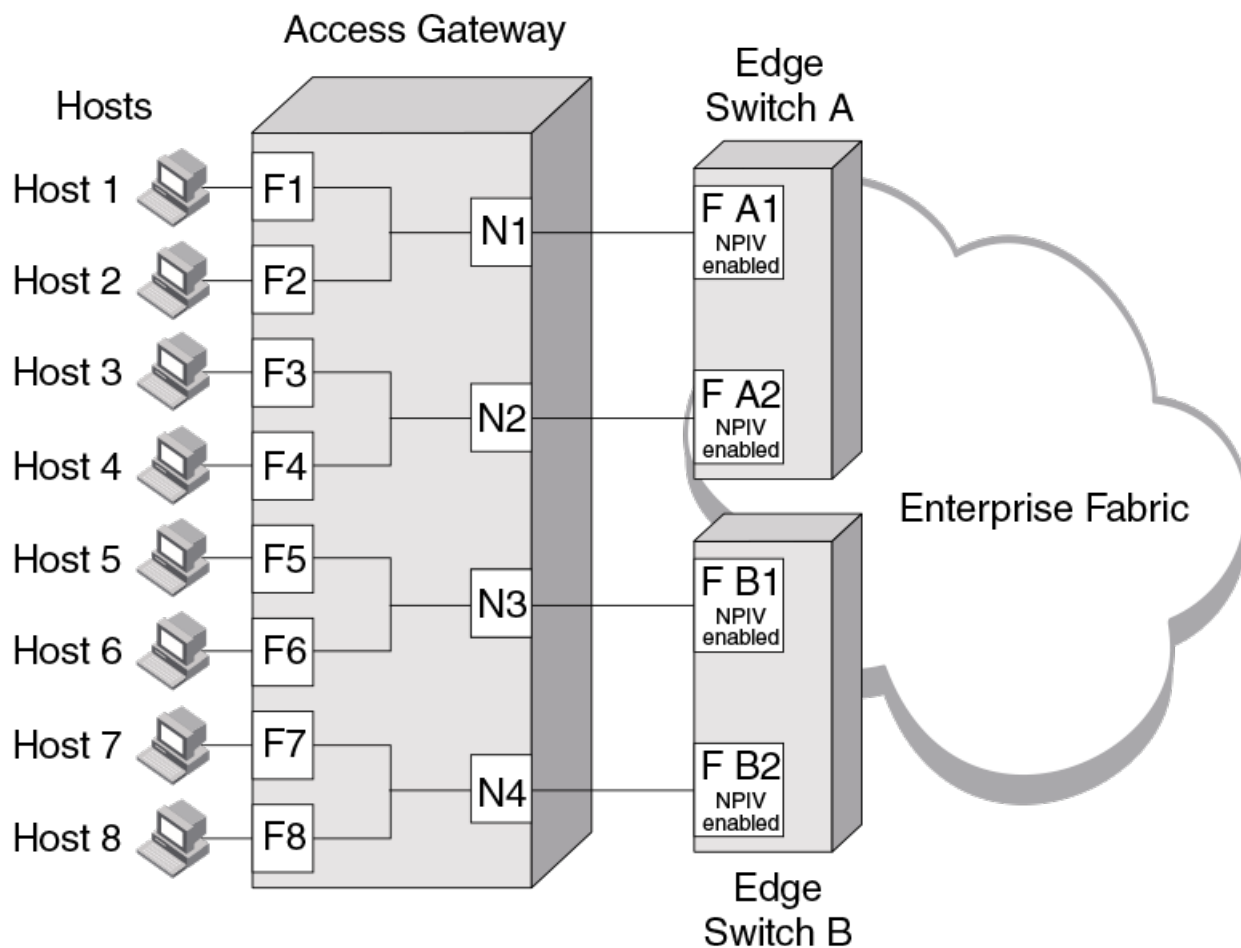 Access Gateway
Hosts
Host 1
Host 2
Host 3
Host 4
Host 5
Host 6
Host 7
Host 8
F1
F2
F3
F4
F5
F6
F7
F8
N1
N2
N3
N4
Edge
Switch A
F A1
NPIV
enabled
F A2
NPIV
enabled
F B1
NPIV
enabled
F B2
NPIV
enabled
Edge
Switch B
Enterprise Fabric